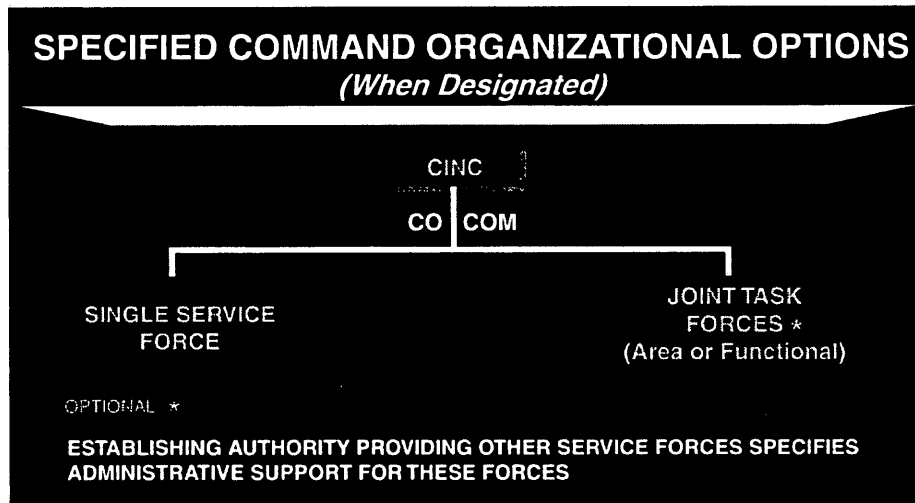 SPECIFIED COMMAND ORGANIZATIONAL OPTIONS
(When Designated)
CINC
CO COM
SINGLE SERVICE
FORCE
JOINT TASK
FORCES *
(Area or Functional)
OPTIONAL *
ESTABLISHING AUTHORITY PROVIDING OTHER SERVICE FORCES SPECIFIES
ADMINISTRATIVE SUPPORT FOR THESE FORCES